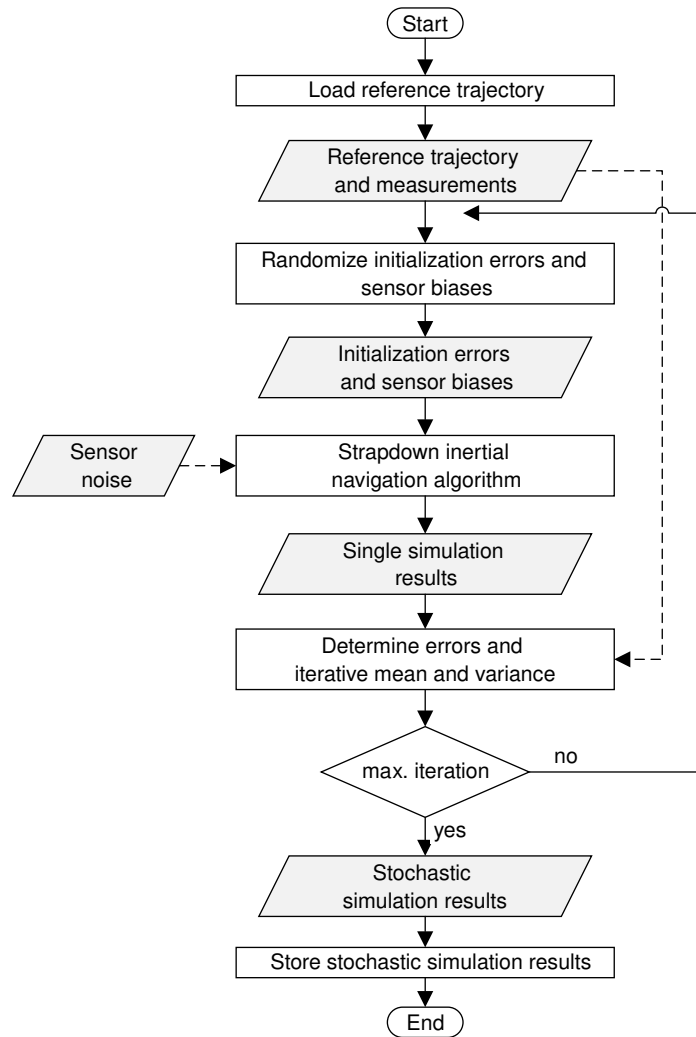 Start
Load reference trajectory
Reference trajectory
and measurements
Randomize initialization errors and
sensor biases
Initialization errors
and sensor biases
Sensor
noise
Strapdown inertial
navigation algorithm
Single simulation
results
Determine errors and
iterative mean and variance
max. iteration
no
yes
Stochastic
simulation results
Store stochastic simulation results
End